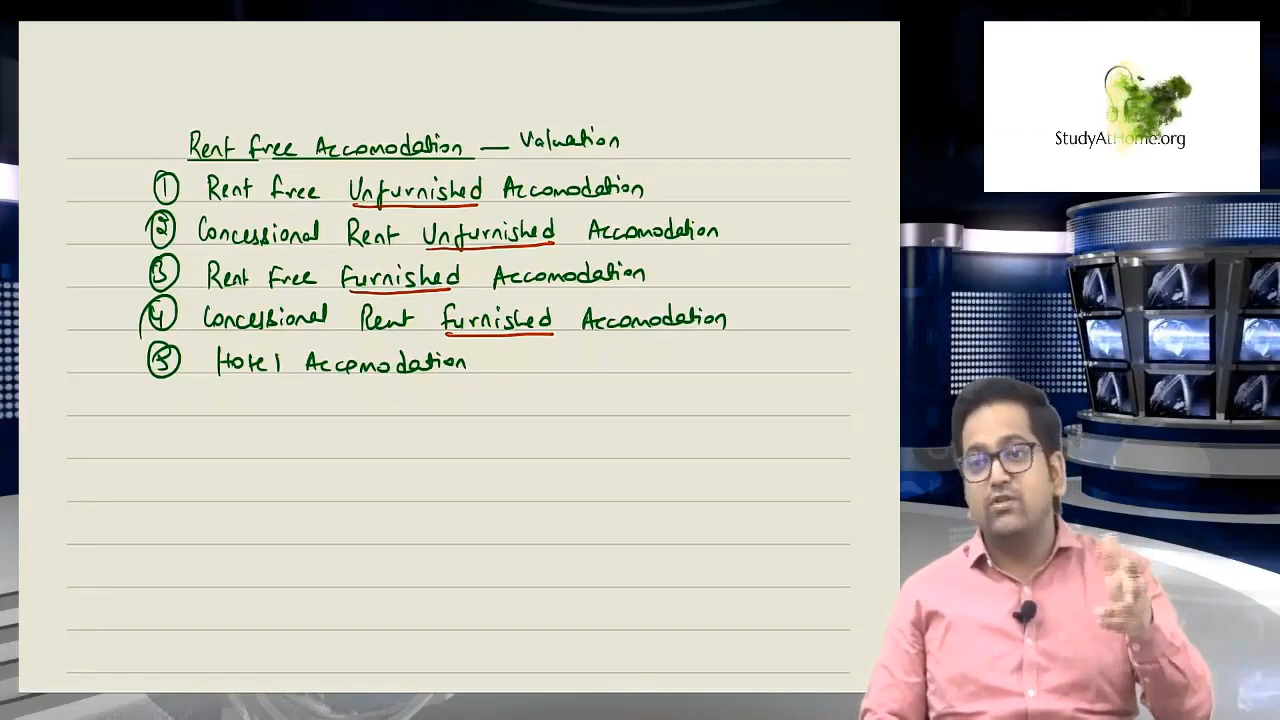 Rent Free Accomodation — Valuation
① Rent Free Unfurnished Accomodation
② Concessional Rent Unfurnished Accomodation
③ Rent Free Furnished Accomodation
④ Concessional Rent Furnished Accomodation
⑤ Hotel Accomodation
StudyAtHome.org